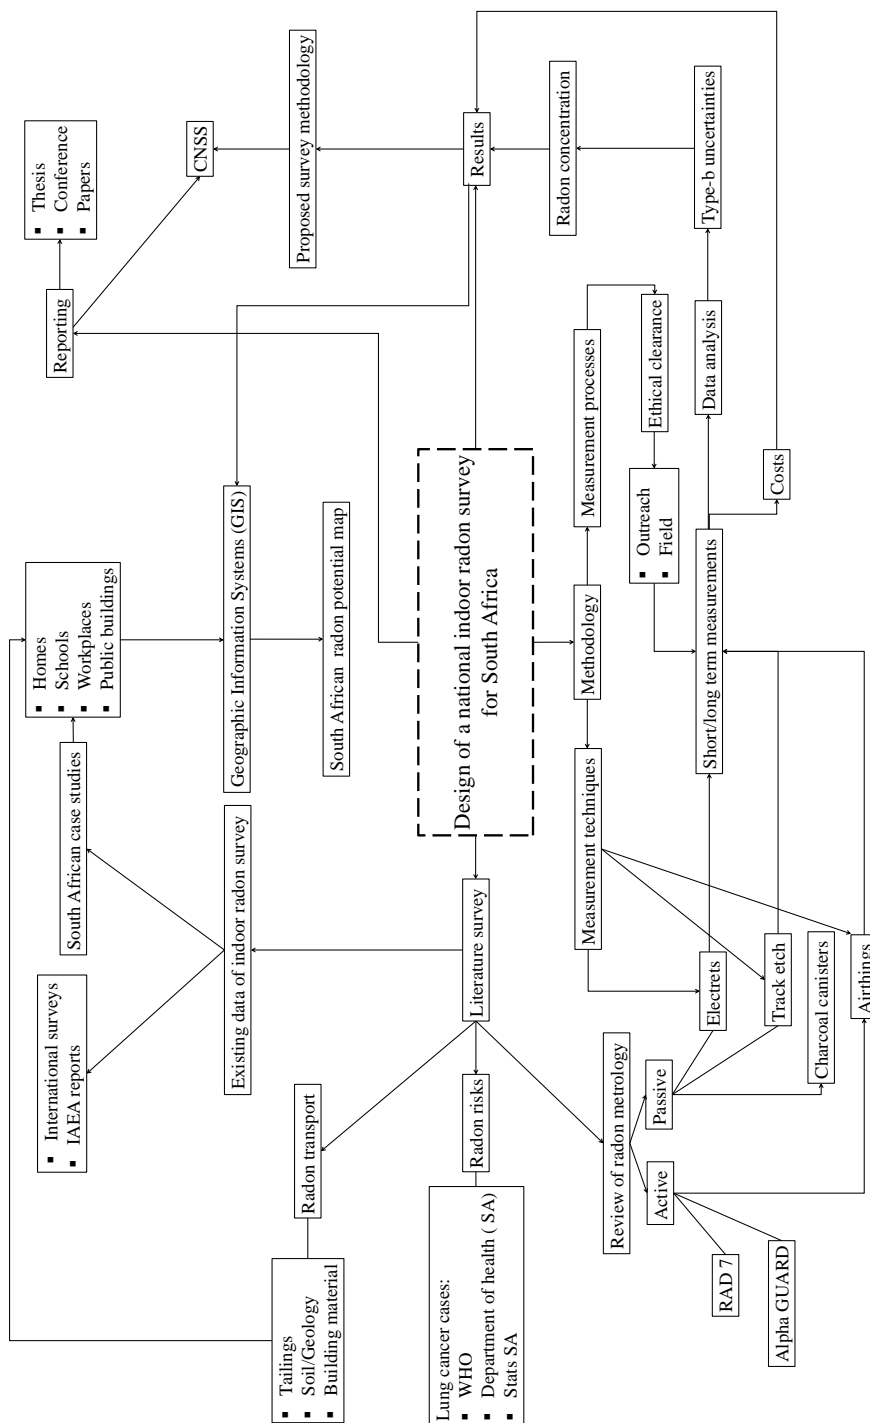 ▪ Tailings
▪ Soil/Geology
▪ Building material
Radon transport
▪ International surveys
▪ IAEA reports
South African case studies
▪ Homes
▪ Schools
▪ Workplaces
▪ Public buildings
Reporting
▪ Thesis
▪ Conference
▪ Papers
CNSS
Existing data of indoor radon survey
Geographic Information Systems (GIS)
South African radon potential map
Proposed survey methodology
Lung cancer cases:
▪ WHO
▪ Department of health ( SA)
▪ Stats SA
Radon risks
Literature survey
Design of a national indoor radon survey
for South Africa
Results
Radon concentration
Review of radon metrology
Active
Passive
RAD 7
Alpha GUARD
Measurement techniques
Methodology
Measurement processes
Ethical clearance
▪ Outreach
▪ Field
Electrets
Track etch
Charcoal canisters
Airthings
Short/long term measurements
Data analysis
Type-b uncertainties
Costs